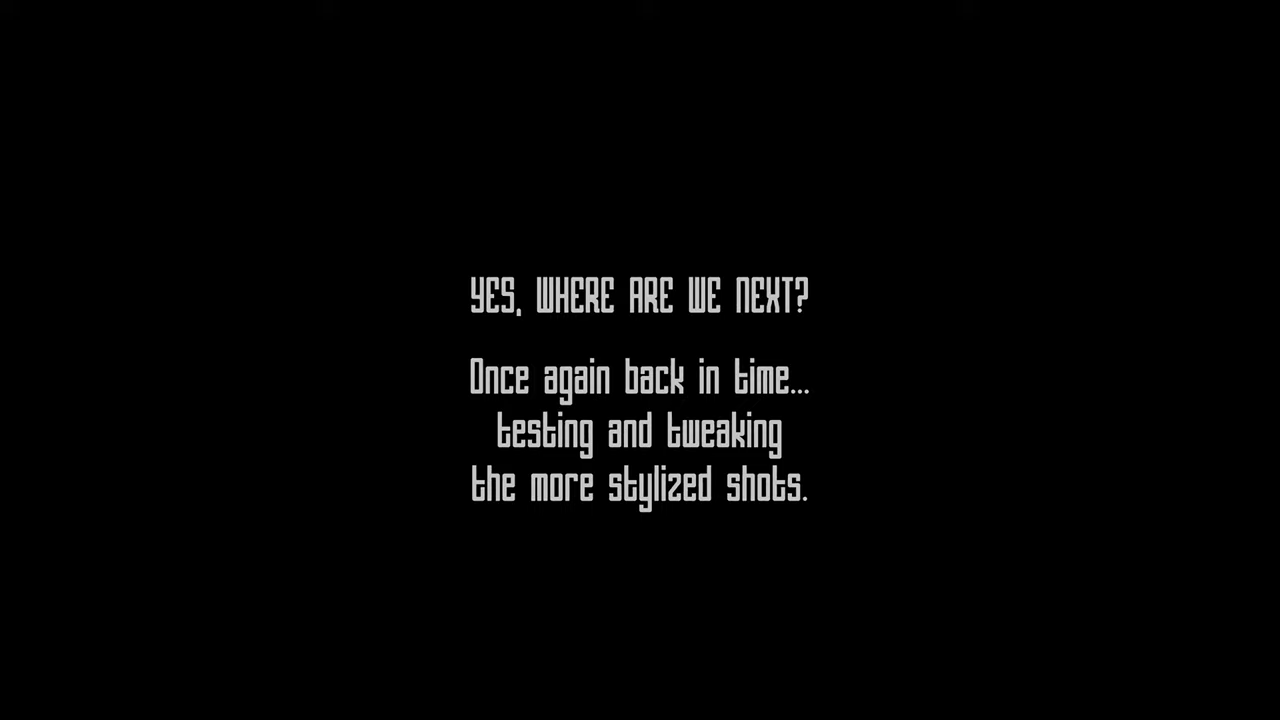 YES, WHERE ARE WE NEXT?
Once again back in time...
testing and tweaking
the more stylized shots.